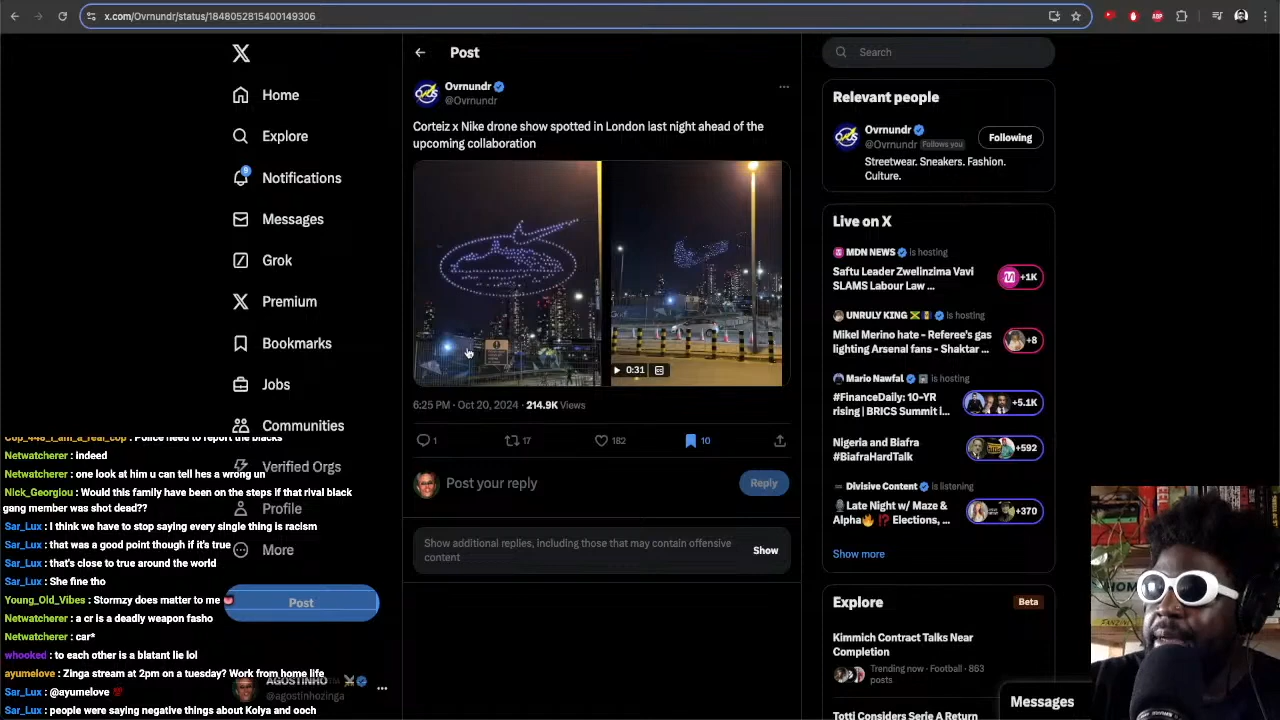 x.com/Ovrnundr/status/1848052815400149306
Home
Explore
9
Notifications
Messages
Grok
Premium
Bookmarks
Jobs
Communities
Verified Orgs
Profile
More
Post
AGOSTINHO
@agostinhozinga
Post
Ovrnundr
@Ovrnundr
Corteiz x Nike drone show spotted in London last night ahead of the
upcoming collaboration
0:31
6:25 PM · Oct 20, 2024 · 214.9K Views
1
17
182
10
Post your reply
Reply
Show additional replies, including those that may contain offensive
content
Show
Search
Relevant people
Ovrnundr
@Ovrnundr Follows you
Following
Streetwear. Sneakers. Fashion.
Culture.
Live on X
MDN NEWS is hosting
Saftu Leader Zwelinzima Vavi
SLAMS Labour Law ...
+1K
UNRULY KING is hosting
Mikel Merino hate - Referee's gas
lighting Arsenal fans - Shaktar ...
+8
Mario Nawfal is hosting
#FinanceDaily: 10-YR
rising | BRICS Summit i...
+5.1K
Nigeria and Biafra
#BiafraHardTalk
+592
Divisive Content is listening
Late Night w/ Maze &
Alpha Elections, ...
+370
Show more
Explore
Beta
Kimmich Contract Talks Near
Completion
Trending now · Football · 863
posts
Totti Considers Serie A Return
Messages
Cop_448_i_am_a_real_cop : Police need to report the blacks
Netwatcherer : indeed
Netwatcherer : one look at him u can tell hes a wrong un
Nick_Georgiou : Would this family have been on the steps if that rival black
gang member was shot dead??
Sar_Lux : I think we have to stop saying every single thing is racism
Sar_Lux : that was a good point though if it's true
Sar_Lux : that's close to true around the world
Sar_Lux : She fine tho
Young_Old_Vibes : Stormzy does matter to me
Netwatcherer : a cr is a deadly weapon fasho
Netwatcherer : car*
whooked : to each other is a blatant lie lol
ayumelove : Zinga stream at 2pm on a tuesday? Work from home life
Sar_Lux : @ayumelove
Sar_Lux : people were saying negative things about Kolya and ooch